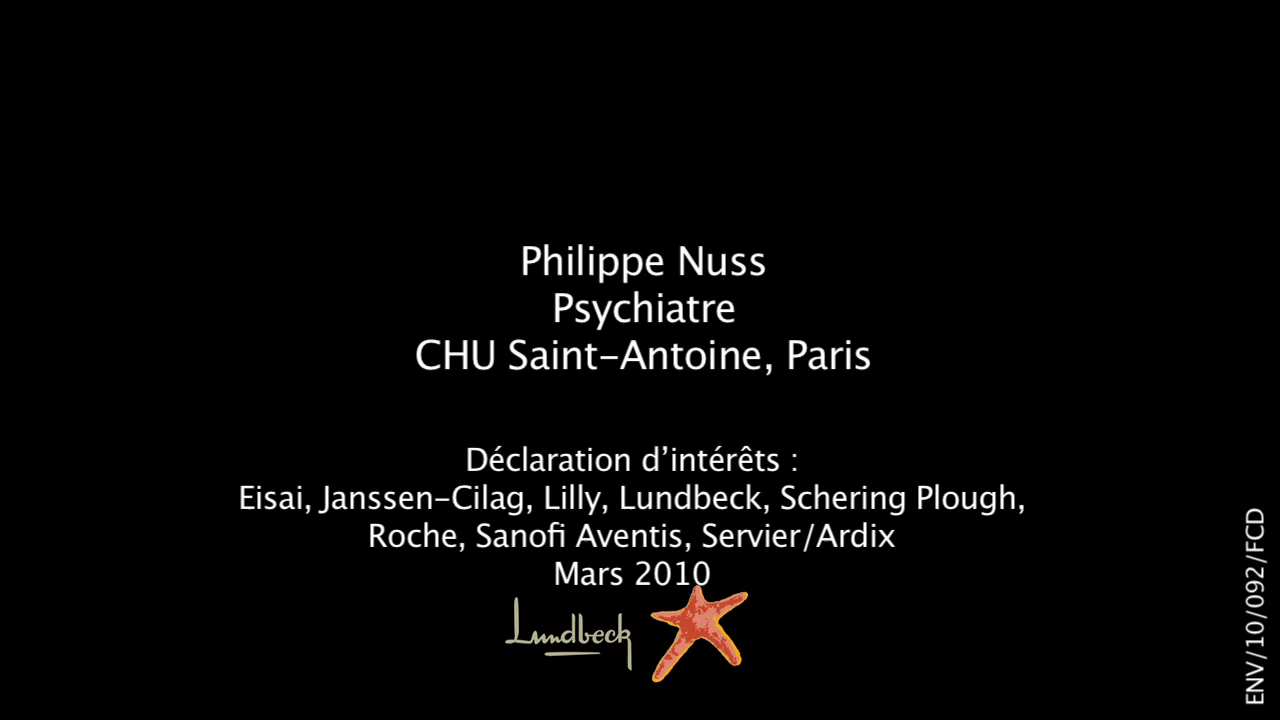 Philippe Nuss
Psychiatre
CHU Saint-Antoine, Paris
Déclaration d’intérêts :
Eisai, Janssen-Cilag, Lilly, Lundbeck, Schering Plough,
Roche, Sanofi Aventis, Servier/Ardix
Mars 2010
Lundbeck
ENV/10/092/FCD